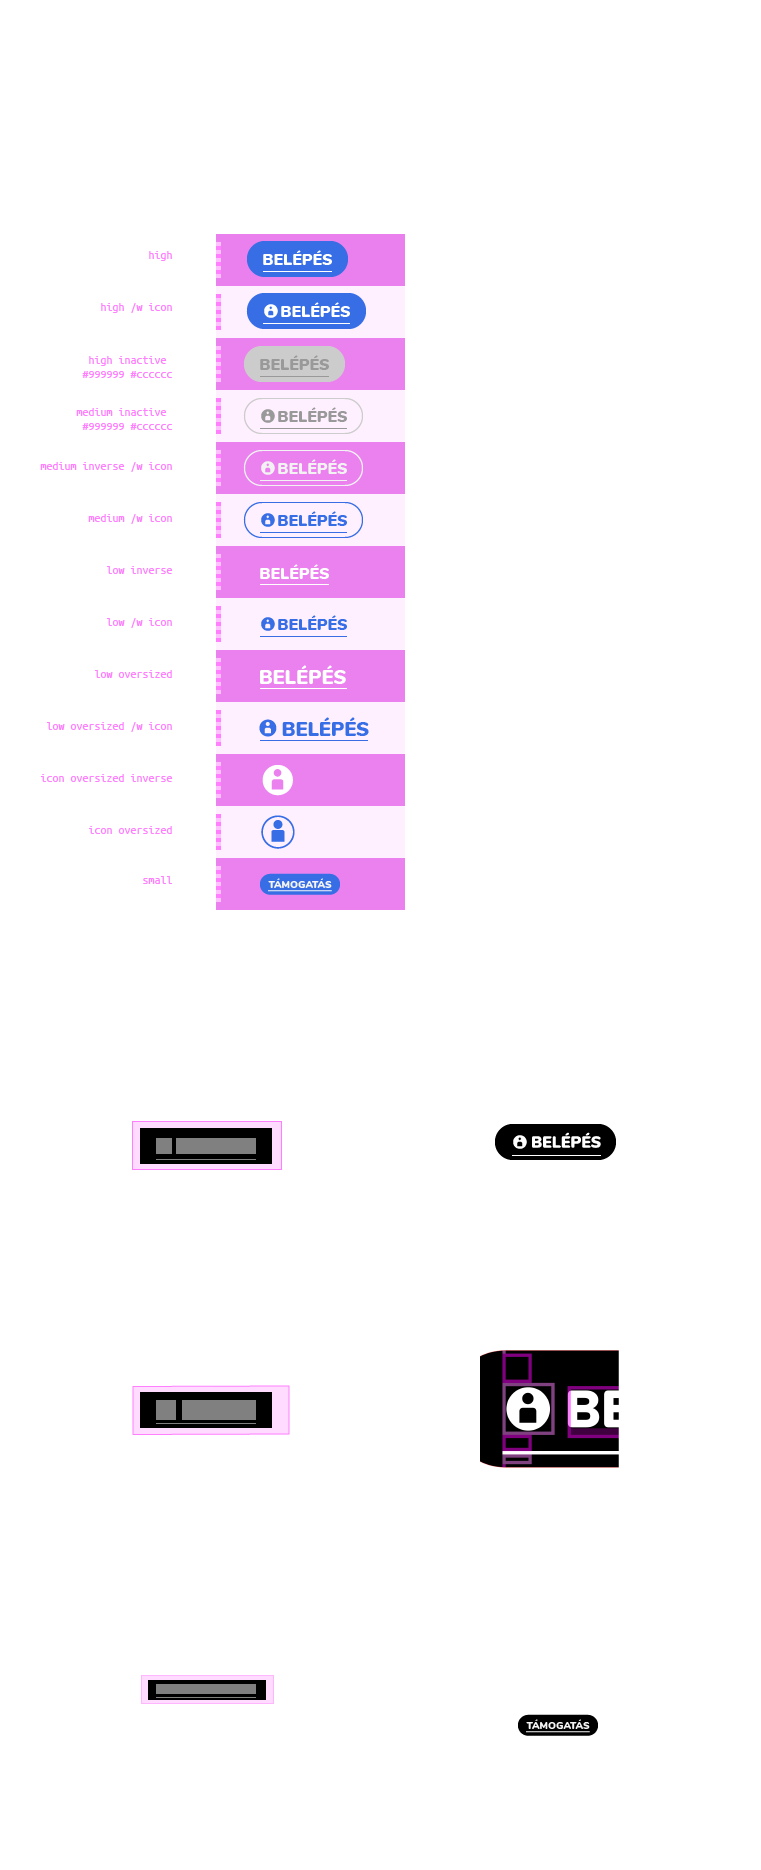 high
BELÉPÉS
high /w icon
BELÉPÉS
high inactive
#999999 #cccccc
BELÉPÉS
medium inactive
#999999 #cccccc
BELÉPÉS
medium inverse /w icon
BELÉPÉS
medium /w icon
BELÉPÉS
low inverse
BELÉPÉS
low /w icon
BELÉPÉS
low oversized
BELÉPÉS
low oversized /w icon
BELÉPÉS
icon oversized inverse
icon oversized
small
TÁMOGATÁS
BELÉPÉS
BE
TÁMOGATÁS